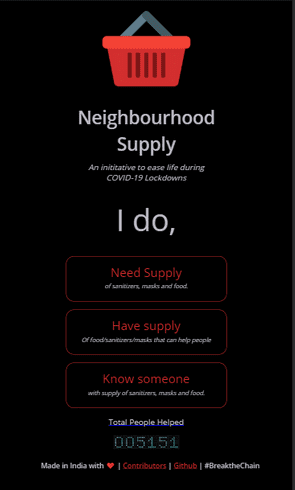 Neighbourhood
Supply
An inititative to ease life during
COVID-19 Lockdowns
I do,
Need Supply
of sanitizers, masks and food.
Have supply
Of food/sanitizers/masks that can help people
Know someone
with supply of sanitizers, masks and food.
Total People Helped
005151
Made in India with ❤ | Contributors | Github | #BreaktheChain